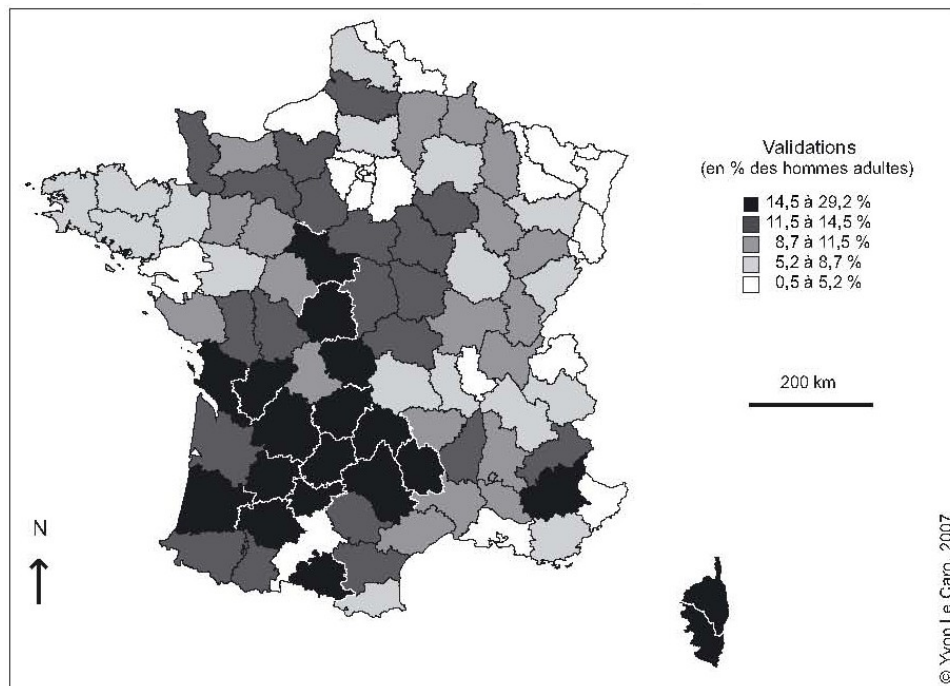 Validations
(en % des hommes adultes)
14,5 à 29,2 %
11,5 à 14,5 %
8,7 à 11,5 %
5,2 à 8,7 %
0,5 à 5,2 %
200 km
N
© Yvon Le Caro, 2007